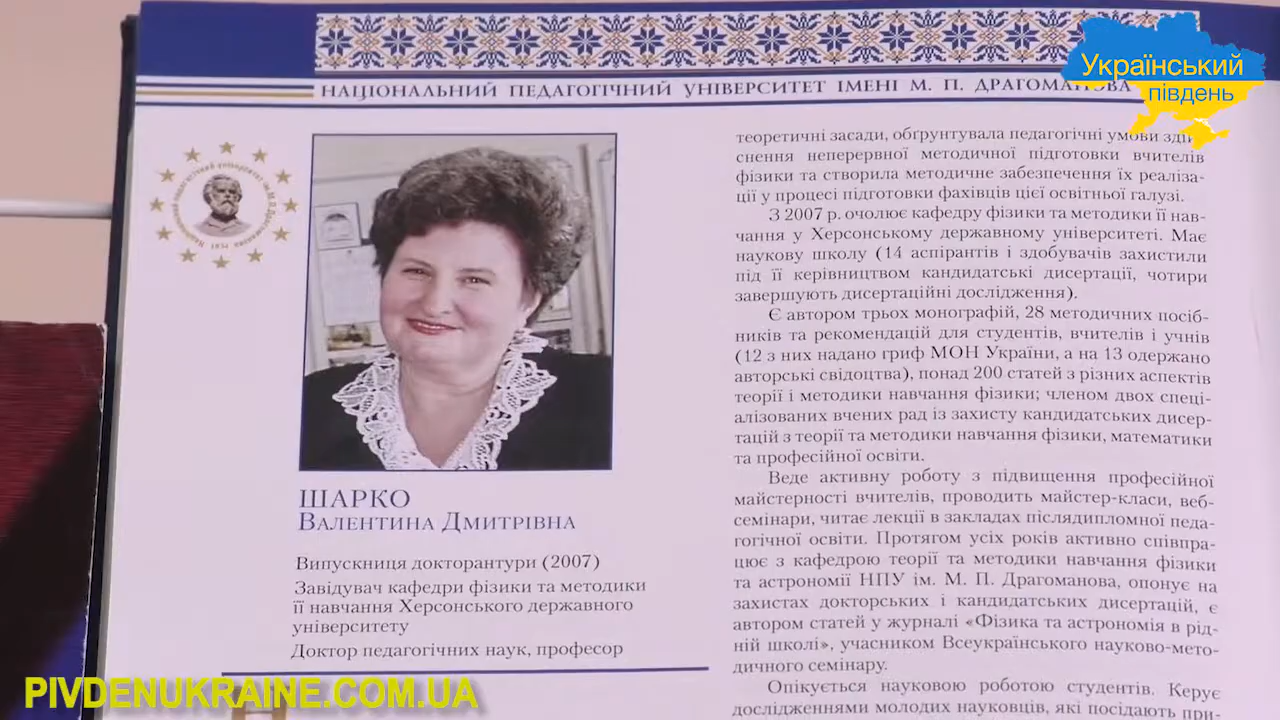 Український
південь
НАЦІОНАЛЬНИЙ ПЕДАГОГІЧНИЙ УНІВЕРСИТЕТ ІМЕНІ М. П. ДРАГОМАНОВА
ШАРКО
ВАЛЕНТИНА ДМИТРІВНА
Випускниця докторантури (2007)
Завідувач кафедри фізики та методики
її навчання Херсонського державного
університету
Доктор педагогічних наук, професор
теоретичні засади, обґрунтувала педагогічні умови здій-
снення неперервної методичної підготовки вчителів
фізики та створила методичне забезпечення їх реаліза-
ції у процесі підготовки фахівців цієї освітньої галузі.
З 2007 р. очолює кафедру фізики та методики її нав-
чання у Херсонському державному університеті. Має
наукову школу (14 аспірантів і здобувачів захистили
під її керівництвом кандидатські дисертації, чотири
завершують дисертаційні дослідження).
Є автором трьох монографій, 28 методичних посіб-
ників та рекомендацій для студентів, вчителів і учнів
(12 з них надано гриф МОН України, а на 13 одержано
авторські свідоцтва), понад 200 статей з різних аспектів
теорії і методики навчання фізики; членом двох спеці-
алізованих вчених рад із захисту кандидатських дисер-
тацій з теорії та методики навчання фізики, математики
та професійної освіти.
Веде активну роботу з підвищення професійної
майстерності вчителів, проводить майстер-класи, веб-
семінари, читає лекції в закладах післядипломної педа-
гогічної освіти. Протягом усіх років активно співпра-
цює з кафедрою теорії та методики навчання фізики
та астрономії НПУ ім. М. П. Драгоманова, опонує на
захистах докторських і кандидатських дисертацій, є
автором статей у журналі «Фізика та астрономія в рід-
ній школі», учасником Всеукраїнського науково-мето-
дичного семінару.
Опікується науковою роботою студентів. Керує
дослідженнями молодих науковців, які посідають при-
PIVDENUKRAINE.COM.UA